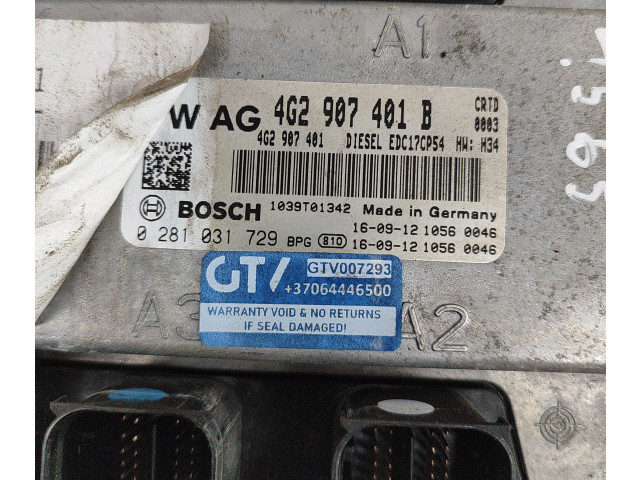 A1
W AG 4G2 907 401 B CRTD
0003
4G2 907 401 DIESEL EDC17CP54 HW: H34
BOSCH 1039T01342 Made in Germany
16-09-12 1056 0046
0 281 031 729 BPG 810 16-09-12 1056 0046
GTV GTV007293
+37064446500
WARRANTY VOID & NO RETURNS
IF SEAL DAMAGED!
A3 A2